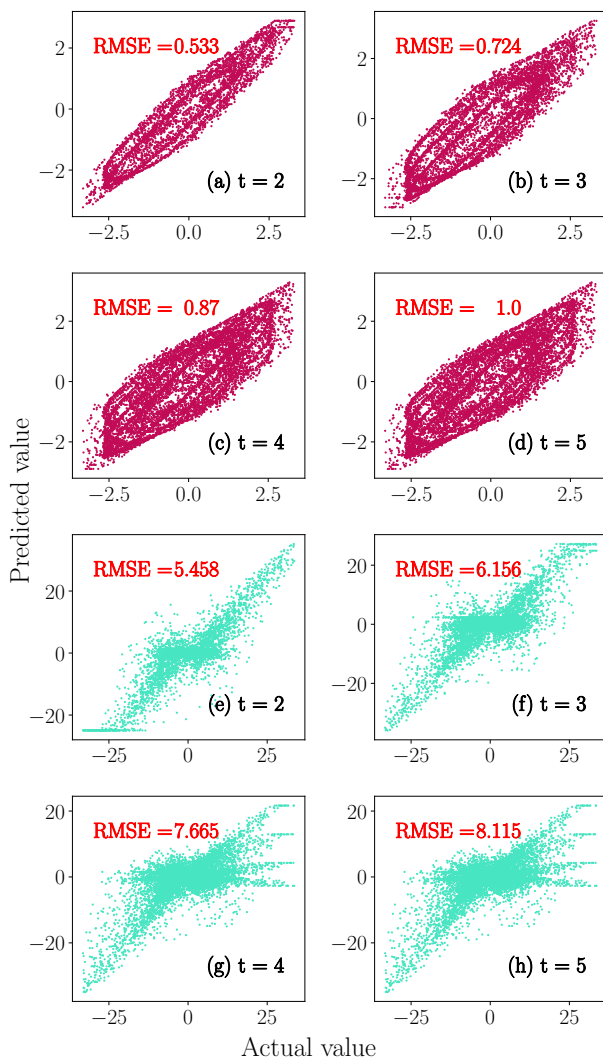 2
0
−2
RMSE =0.533
(a) t = 2
−2.5
0.0
2.5
2
0
−2
RMSE =0.724
(b) t = 3
−2.5
0.0
2.5
2
0
−2
RMSE = 0.87
(c) t = 4
−2.5
0.0
2.5
2
0
−2
RMSE = 1.0
(d) t = 5
−2.5
0.0
2.5
Predicted value
20
0
−20
RMSE =5.458
(e) t = 2
−25
0
25
20
0
−20
RMSE =6.156
(f) t = 3
−25
0
25
20
0
−20
RMSE =7.665
(g) t = 4
−25
0
25
20
0
−20
RMSE =8.115
(h) t = 5
−25
0
25
Actual value